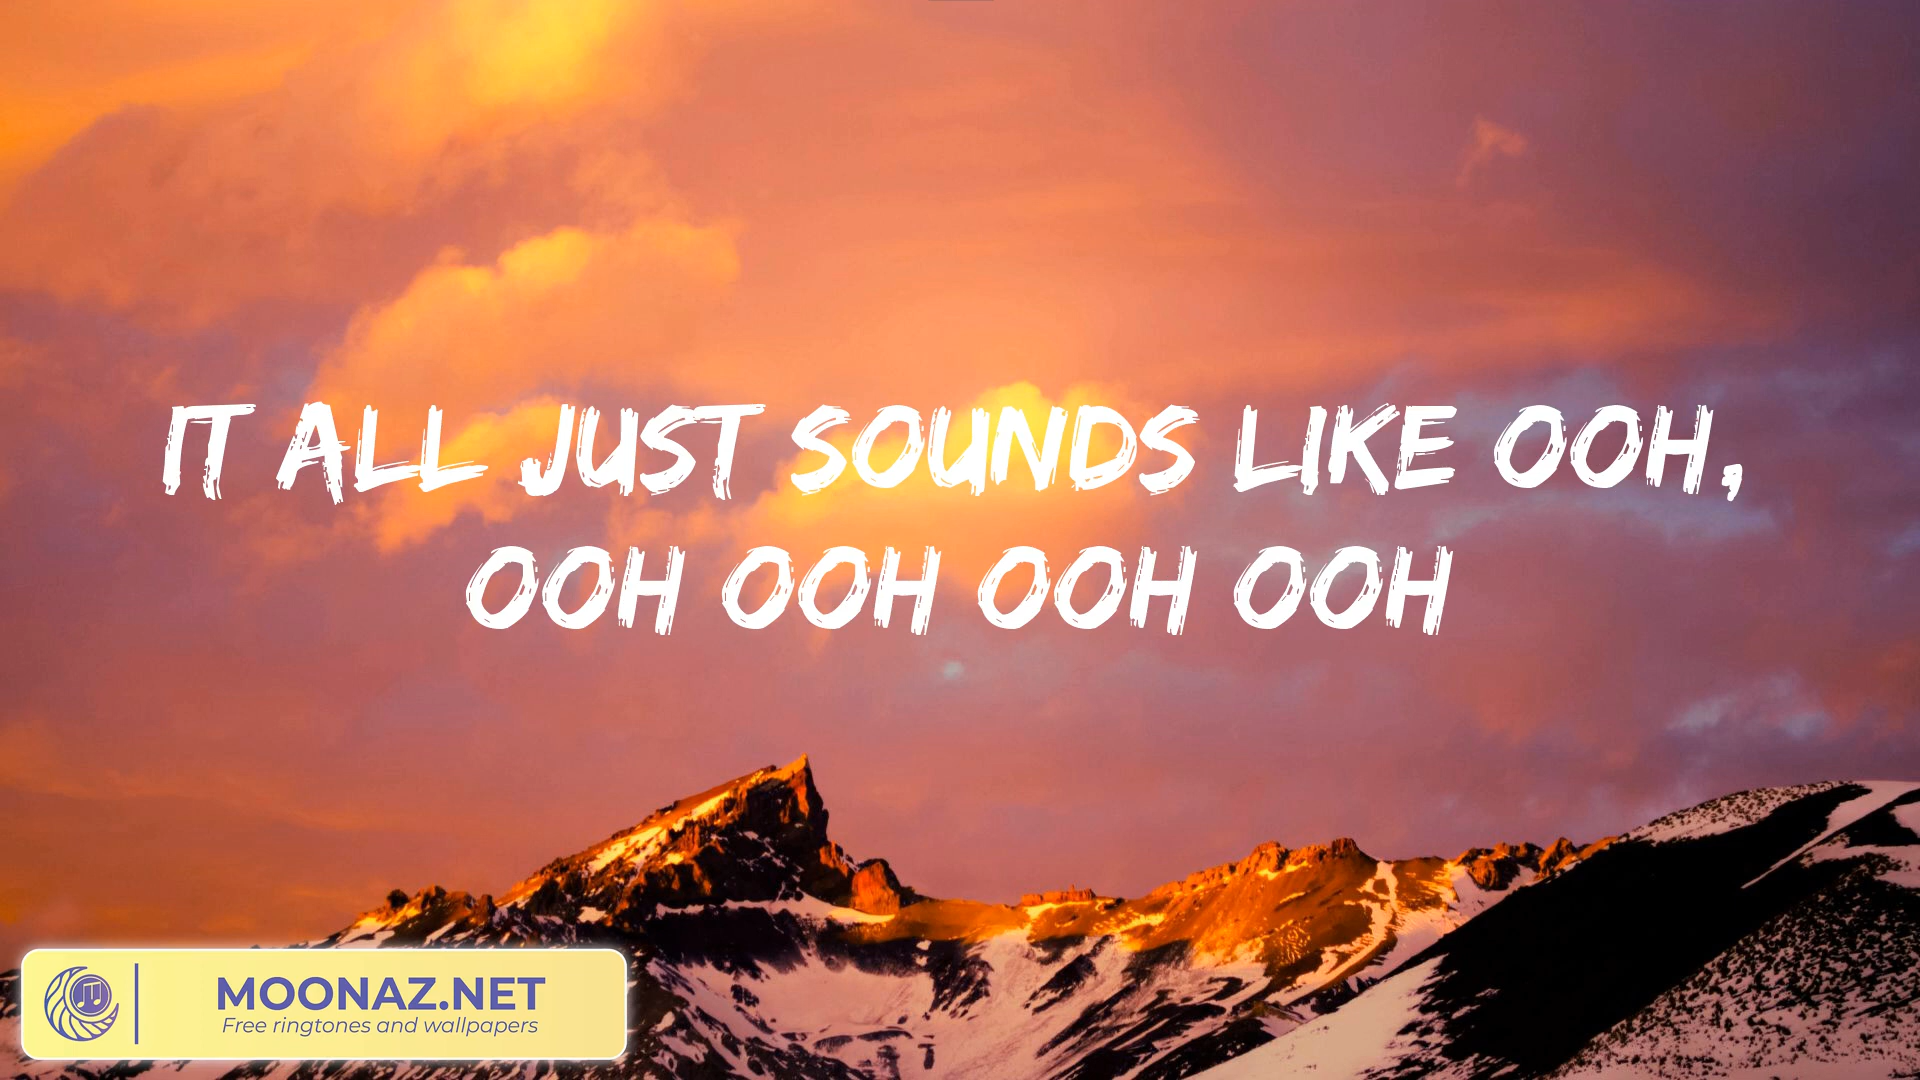 IT ALL JUST SOUNDS LIKE OOH,
OOH OOH OOH OOH
MOONAZ.NET
Free ringtones and wallpapers